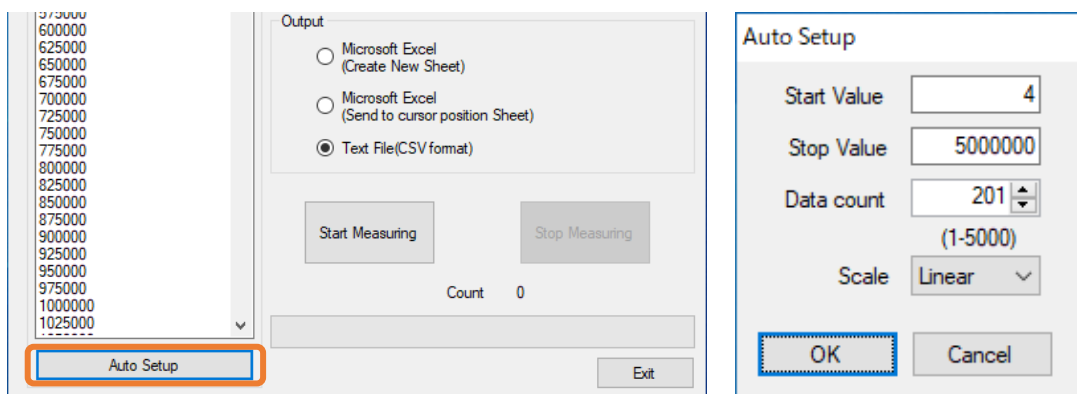 575000
600000
625000
650000
675000
700000
725000
750000
775000
800000
825000
850000
875000
900000
925000
950000
975000
1000000
1025000
Auto Setup
Output
Microsoft Excel
(Create New Sheet)
Microsoft Excel
(Send to cursor position Sheet)
Text File(CSV format)
Start Measuring
Stop Measuring
Count 0
Exit
Auto Setup
Start Value 4
Stop Value 5000000
Data count 201
(1-5000)
Scale Linear
OK Cancel